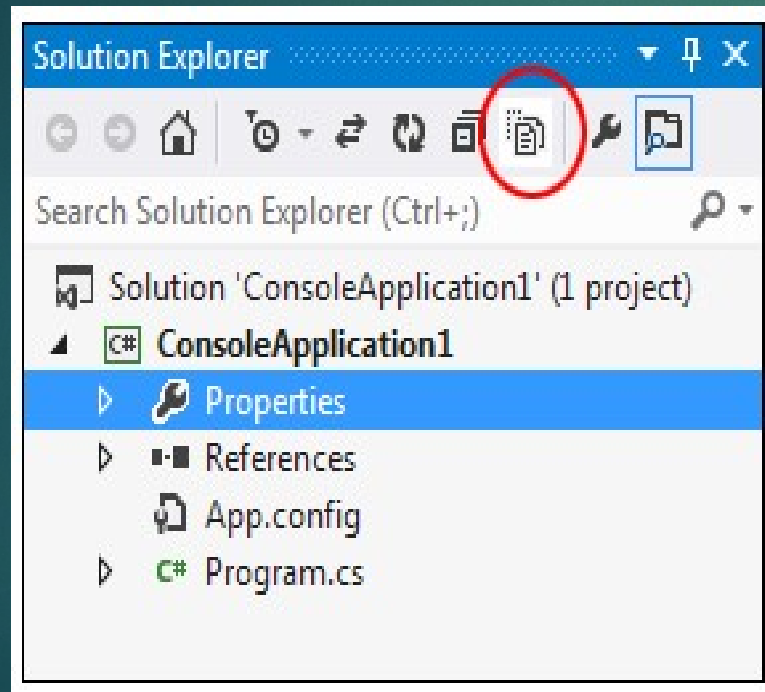 Solution Explorer
Search Solution Explorer (Ctrl+;)
Solution 'ConsoleApplication1' (1 project)
C# ConsoleApplication1
Properties
References
App.config
C# Program.cs